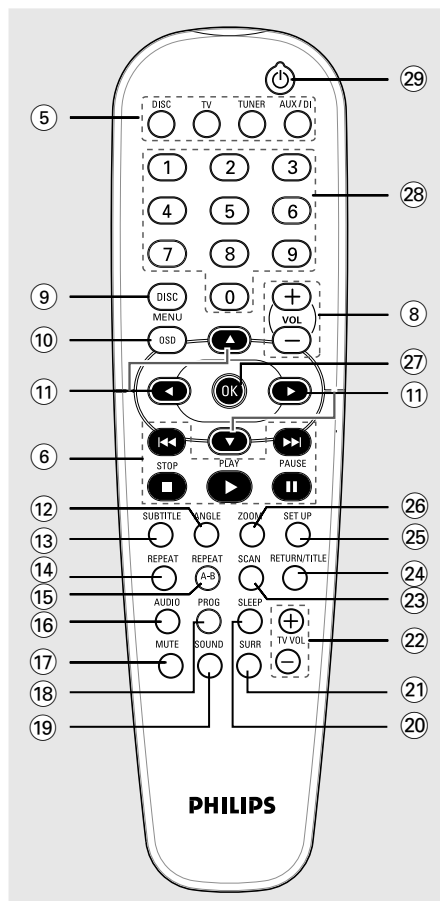 29
5 DISC TV TUNER AUX / DI
1 2 3
28
4 5 6
7 8 9
9 DISC 0 + 8
MENU VOL
10 OSD −
27
11 OK 11
6
STOP PLAY PAUSE
12 26
SUBTITLE ANGLE ZOOM SET UP
13 25
14 REPEAT REPEAT SCAN RETURN/TITLE 24
15 A-B 23
16 AUDIO PROG SLEEP + 22
TV VOL
17 MUTE SOUND SURR −
18 21
19 20
PHILIPS